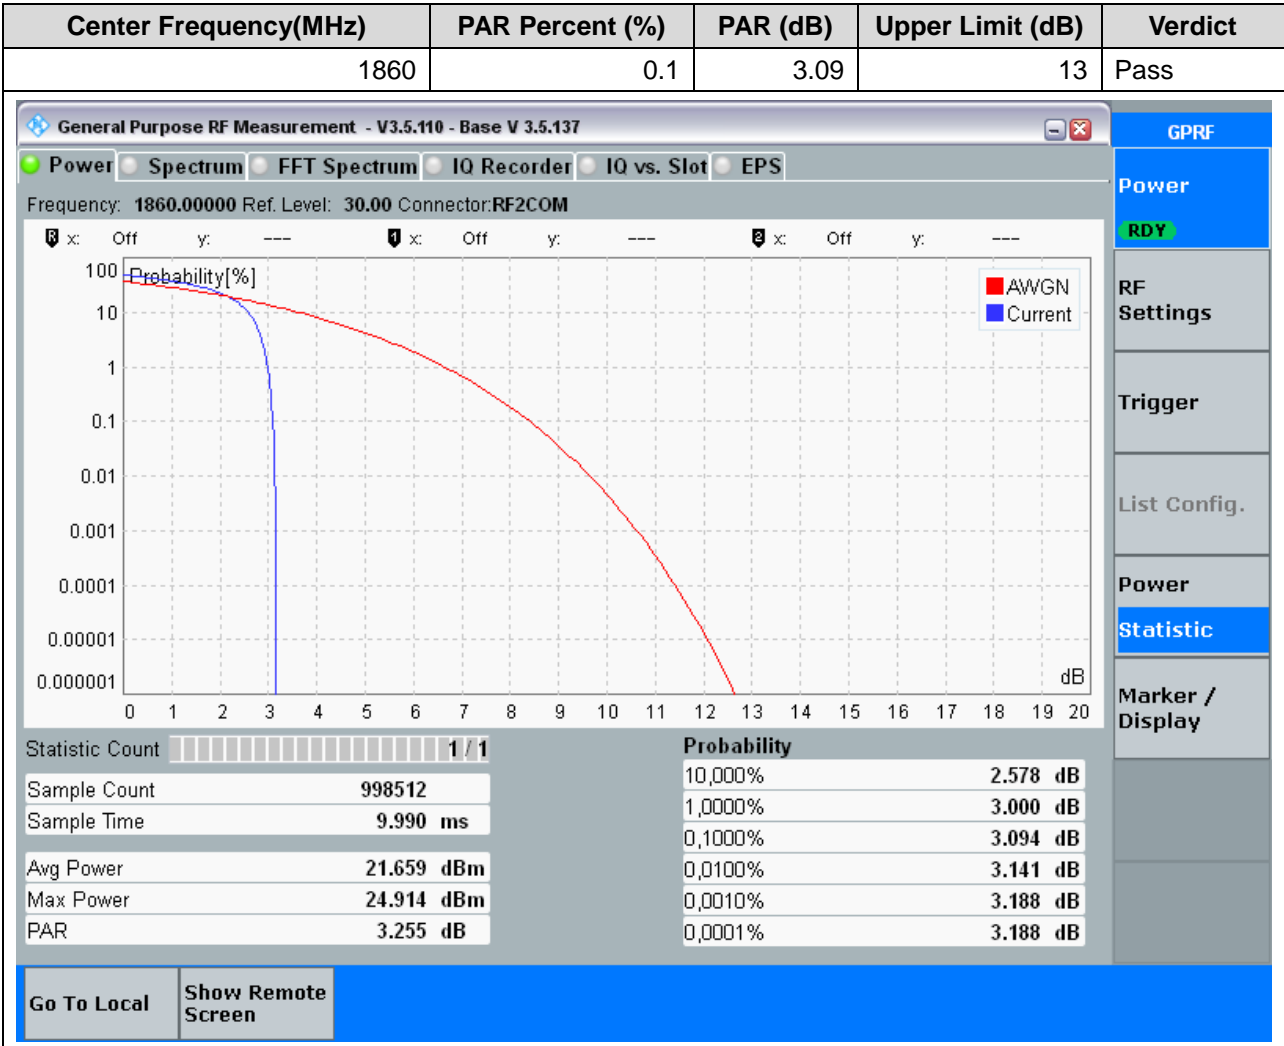 Center Frequency(MHz) PAR Percent (%) PAR (dB) Upper Limit (dB) Verdict
1860 0.1 3.09 13 Pass
General Purpose RF Measurement - V3.5.110 - Base V 3.5.137
GPRF
Power Spectrum FFT Spectrum IQ Recorder IQ vs. Slot EPS
Frequency: 1860.00000 Ref. Level: 30.00 Connector:RF2COM
R x: Off y: --- 1 x: Off y: --- 2 x: Off y: ---
Probability[%]
AWGN
Current
100
10
1
0.1
0.01
0.001
0.0001
0.00001
0.000001
dB
0 1 2 3 4 5 6 7 8 9 10 11 12 13 14 15 16 17 18 19 20
Statistic Count 1 / 1
Sample Count 998512
Sample Time 9.990 ms
Avg Power 21.659 dBm
Max Power 24.914 dBm
PAR 3.255 dB
Probability
10,000% 2.578 dB
1,0000% 3.000 dB
0,1000% 3.094 dB
0,0100% 3.141 dB
0,0010% 3.188 dB
0,0001% 3.188 dB
Power
RDY
RF
Settings
Trigger
List Config.
Power
Statistic
Marker /
Display
Go To Local
Show Remote
Screen